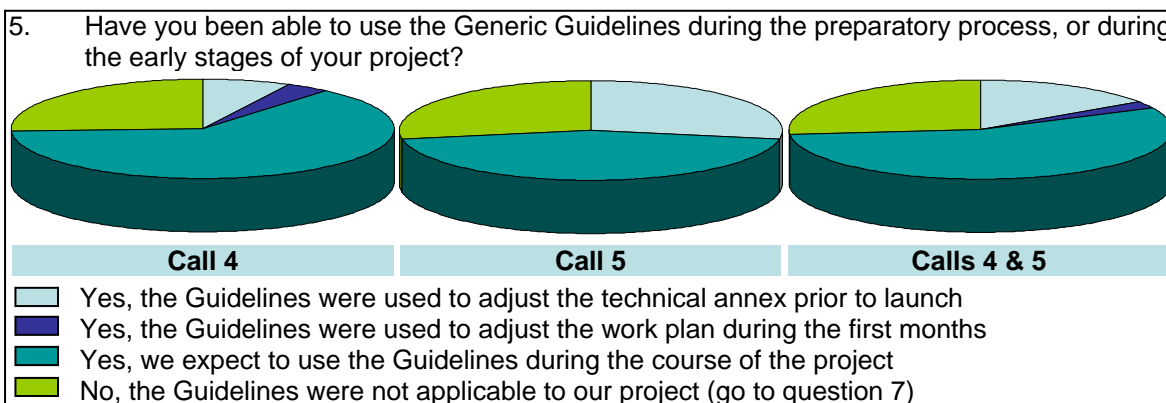 5. Have you been able to use the Generic Guidelines during the preparatory process, or during
the early stages of your project?
Call 4
Call 5
Calls 4 & 5
Yes, the Guidelines were used to adjust the technical annex prior to launch
Yes, the Guidelines were used to adjust the work plan during the first months
Yes, we expect to use the Guidelines during the course of the project
No, the Guidelines were not applicable to our project (go to question 7)